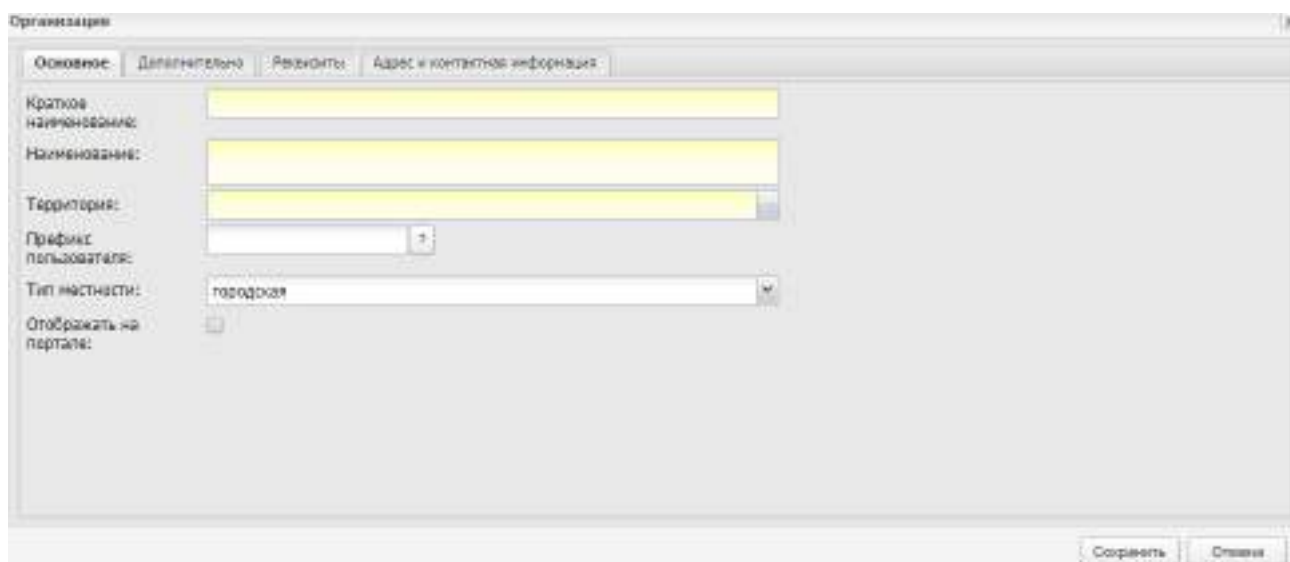 Организация
Основное Дополнительно Реквизиты Адрес и контактная информация
Краткое
наименование:
Наименование:
Территория:
Префикс
пользователя:
?
Тип местности:
городская
Отображать на
портале:
Сохранить Отмена